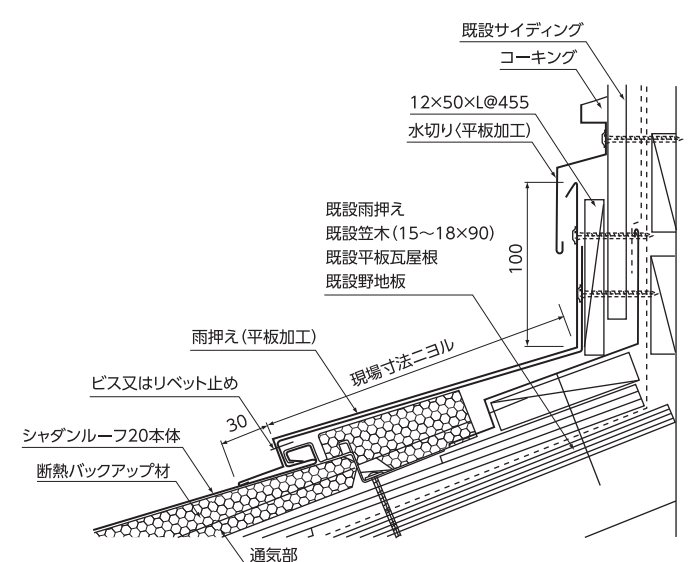 既設サイディング
コーキング
12×50×L@455
水切り〈平板加工〉
既設雨押え
既設笠木（15～18×90）
既設平板瓦屋根
既設野地板
100
雨押え（平板加工）
現場寸法ニヨル
ビス又はリベット止め
30
シャダンルーフ20本体
断熱バックアップ材
通気部